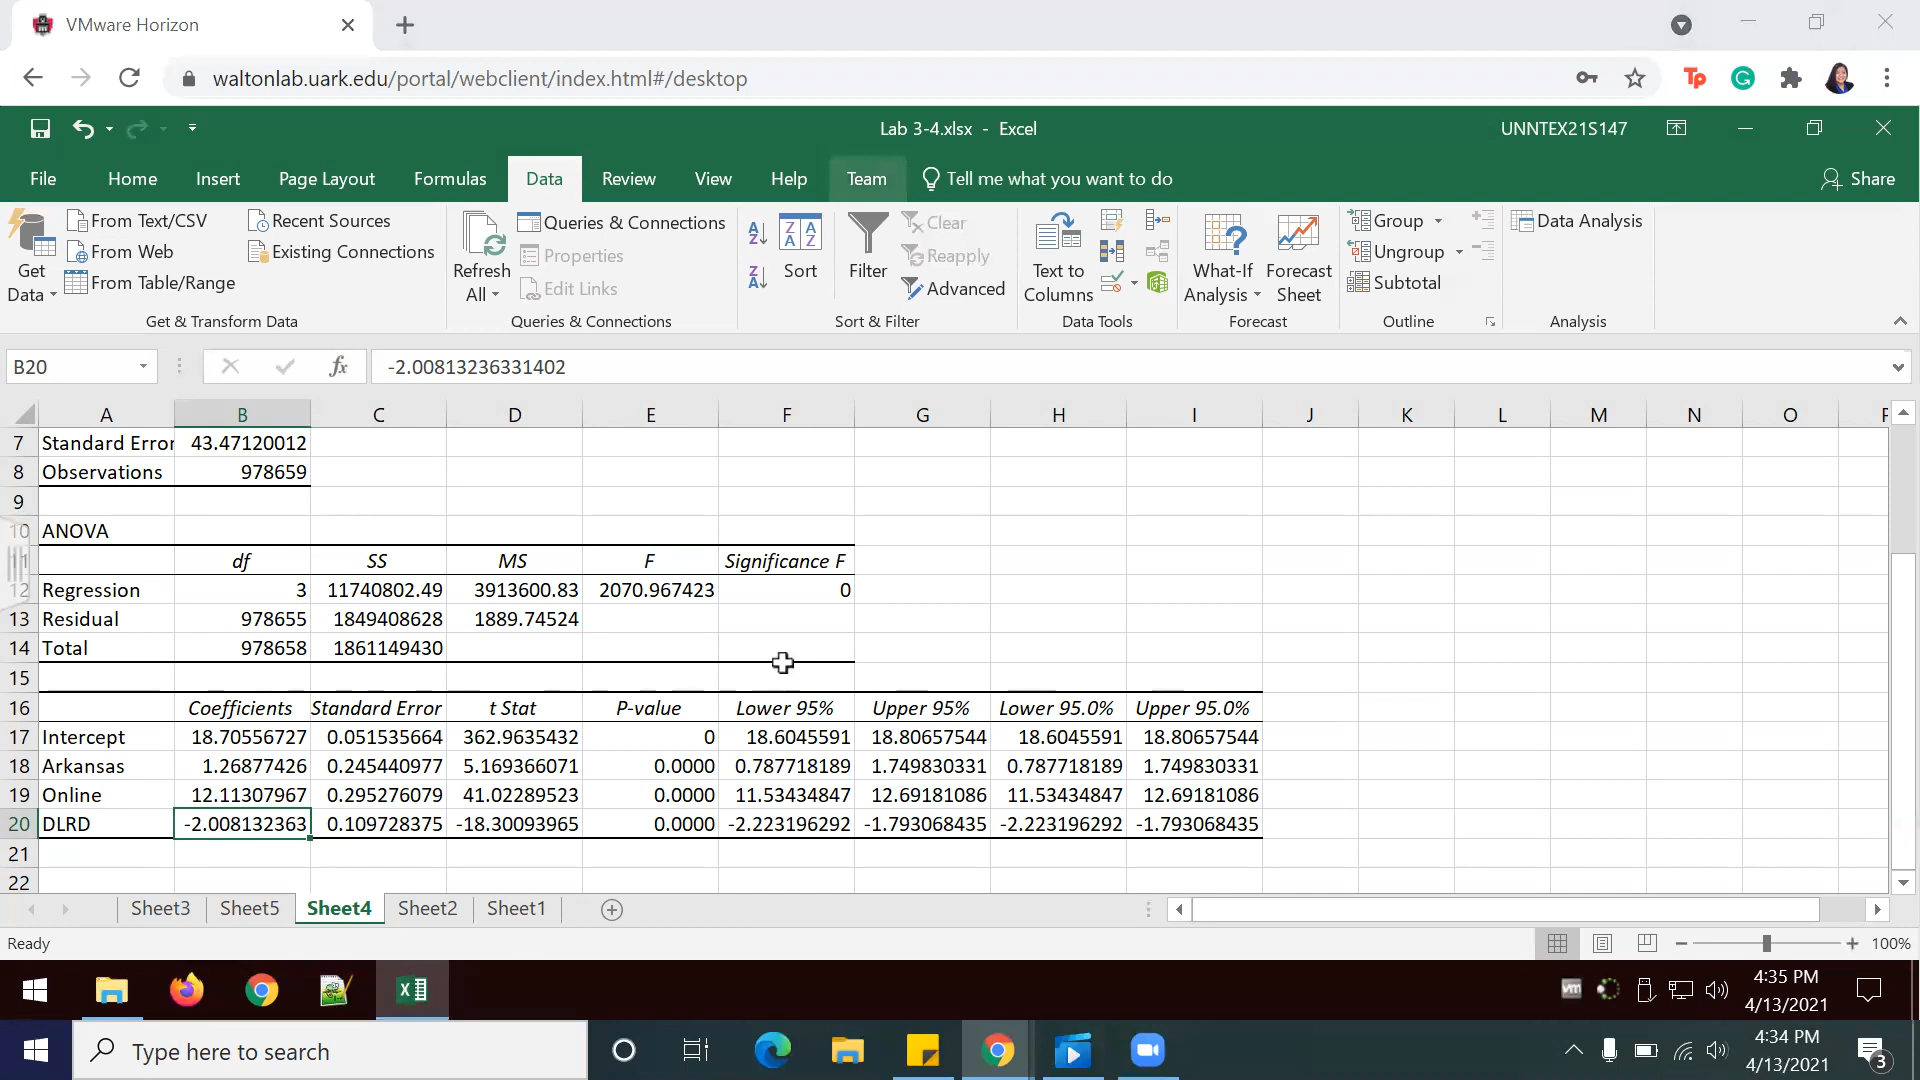 VMware Horizon
waltonlab.uark.edu/portal/webclient/index.html#/desktop
Lab 3-4.xlsx - Excel
UNNTEX21S147
File Home Insert Page Layout Formulas Data Review View Help Team Tell me what you want to do Share
Get Data
From Text/CSV
From Web
From Table/Range
Recent Sources
Existing Connections
Get & Transform Data
Refresh All
Queries & Connections
Properties
Edit Links
Queries & Connections
Sort
Filter
Clear
Reapply
Advanced
Sort & Filter
Text to Columns
Data Tools
What-If Analysis
Forecast Sheet
Forecast
Group
Ungroup
Subtotal
Outline
Data Analysis
Analysis
B20 fx -2.00813236331402
A B C D E F G H I J K L M N O
7 Standard Error 43.47120012
8 Observations 978659
9
10 ANOVA
11 df SS MS F Significance F
12 Regression 3 11740802.49 3913600.83 2070.967423 0
13 Residual 978655 1849408628 1889.74524
14 Total 978658 1861149430
15
16 Coefficients Standard Error t Stat P-value Lower 95% Upper 95% Lower 95.0% Upper 95.0%
17 Intercept 18.70556727 0.051535664 362.9635432 0 18.6045591 18.80657544 18.6045591 18.80657544
18 Arkansas 1.26877426 0.245440977 5.169366071 0.0000 0.787718189 1.749830331 0.787718189 1.749830331
19 Online 12.11307967 0.295276079 41.02289523 0.0000 11.53434847 12.69181086 11.53434847 12.69181086
20 DLRD -2.008132363 0.109728375 -18.30093965 0.0000 -2.223196292 -1.793068435 -2.223196292 -1.793068435
21
22
Sheet3 Sheet5 Sheet4 Sheet2 Sheet1
Ready
100%
4:35 PM
4/13/2021
Type here to search
4:34 PM
4/13/2021
3